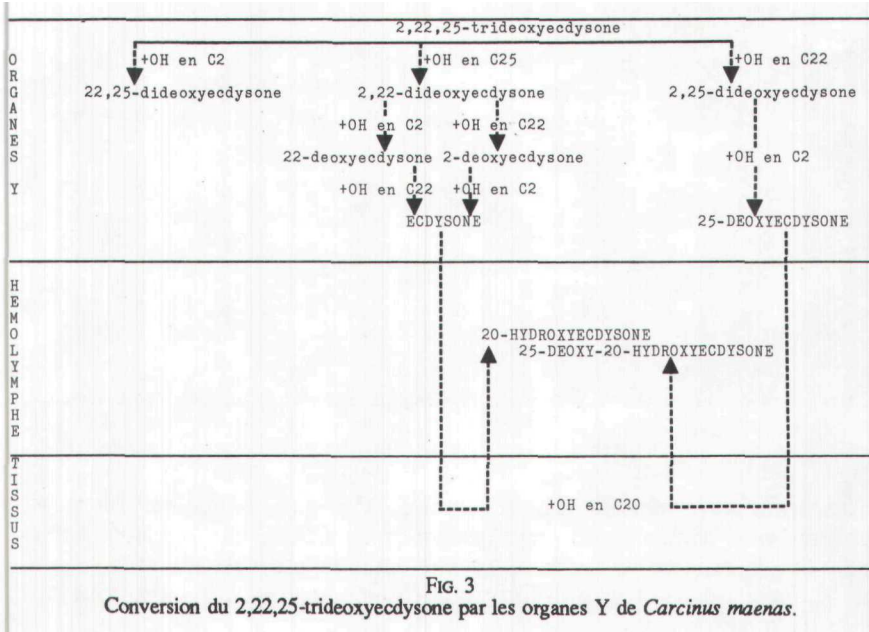 2,22,25-trideoxyecdysone
+OH en C2 +OH en C25 +OH en C22
22,25-dideoxyecdysone 2,22-dideoxyecdysone 2,25-dideoxyecdysone
+OH en C2 +OH en C22
22-deoxyecdysone 2-deoxyecdysone +OH en C2
+OH en C22 +OH en C2
ECDYSONE 25-DEOXYECDYSONE
ORGANES Y
20-HYDROXYECDYSONE
25-DEOXY-20-HYDROXYECDYSONE
HEMOLYMPHE
+OH en C20
TISSUS
FIG. 3
Conversion du 2,22,25-trideoxyecdysone par les organes Y de Carcinus maenas.